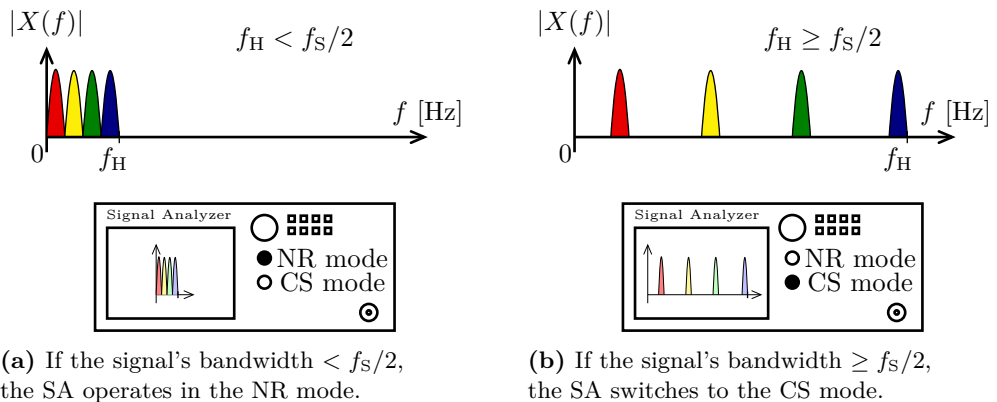 |X(f)|
f_H < f_S/2
f [Hz]
0
f_H
Signal Analyzer
NR mode
CS mode
(a) If the signal's bandwidth < f_S/2,
the SA operates in the NR mode.
|X(f)|
f_H ≥ f_S/2
f [Hz]
0
f_H
Signal Analyzer
NR mode
CS mode
(b) If the signal's bandwidth ≥ f_S/2,
the SA switches to the CS mode.